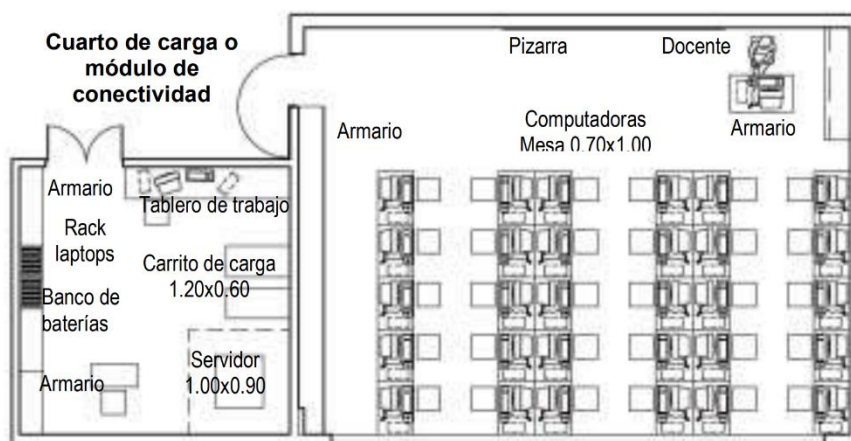 Cuarto de carga o
módulo de
conectividad
Pizarra
Docente
Armario
Computadoras
Mesa 0.70x1.00
Armario
Armario
Tablero de trabajo
Rack
laptops
Carrito de carga
1.20x0.60
Banco de
baterías
Servidor
1.00x0.90
Armario